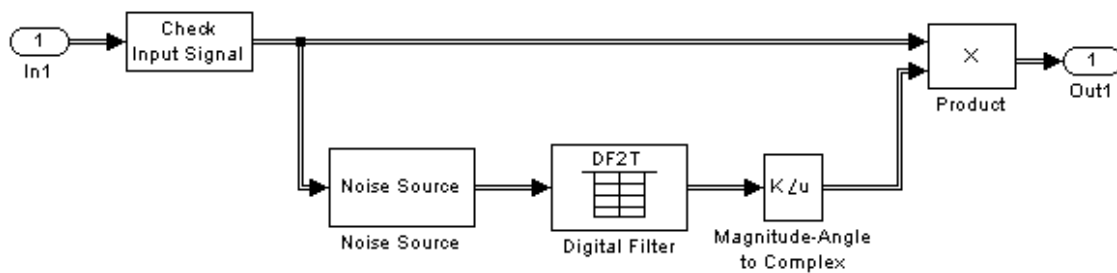 1
In1
Check
Input Signal
X
Product
1
Out1
Noise Source
Noise Source
DF2T
Digital Filter
K∠u
Magnitude-Angle
to Complex